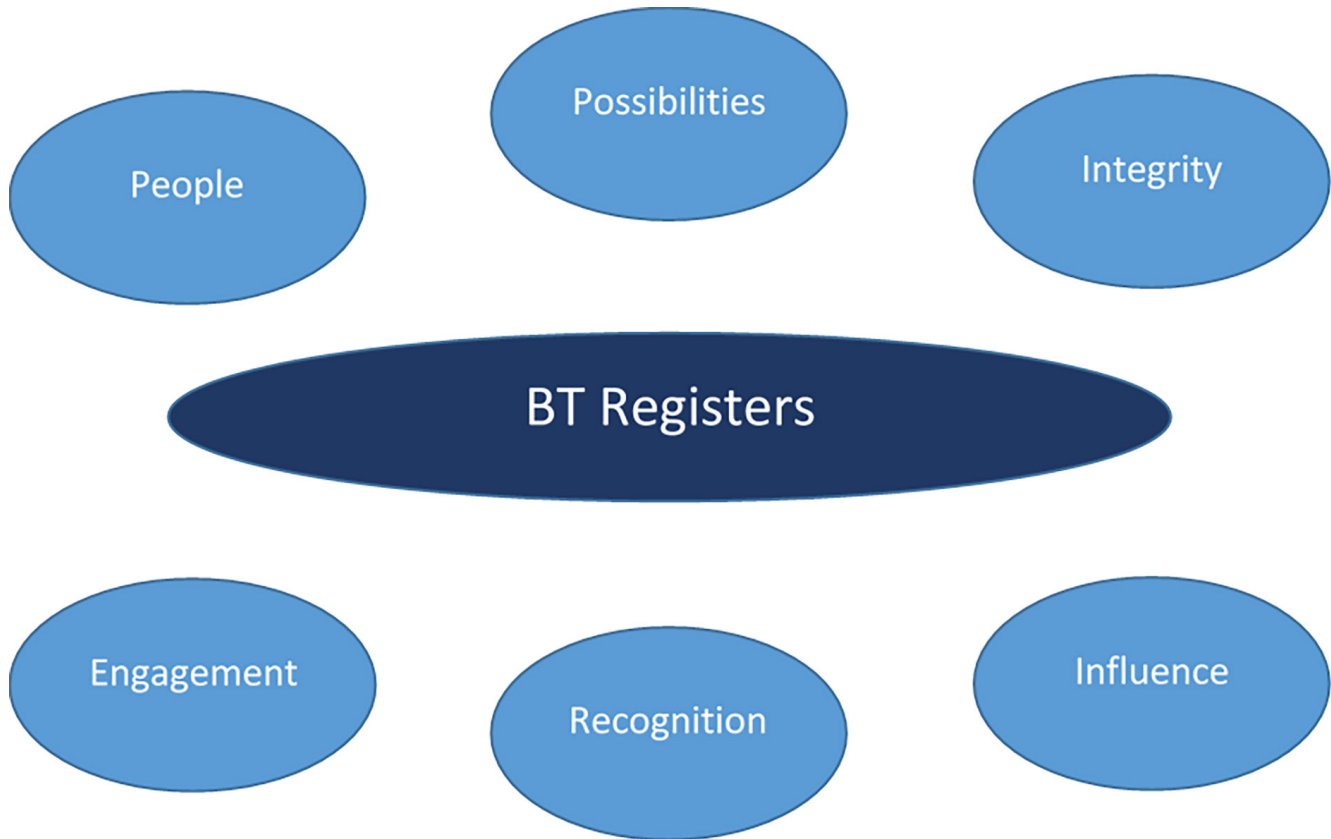 Possibilities
People
Integrity
BT Registers
Engagement
Recognition
Influence